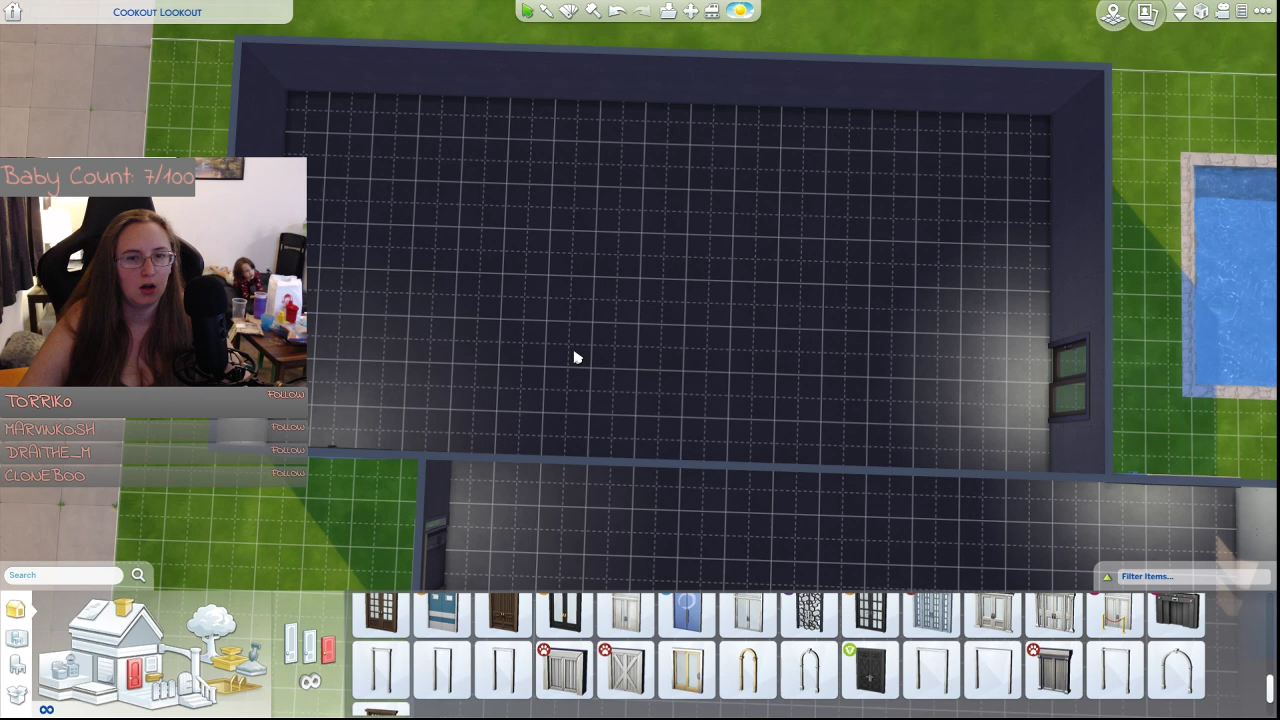 COOKOUT LOOKOUT
Baby Count: 7/100
TORRIKO FOLLOW
MARVINKOSH FOLLOW
DRAITHE_M FOLLOW
CLONEBOO FOLLOW
Search
Filter Items...